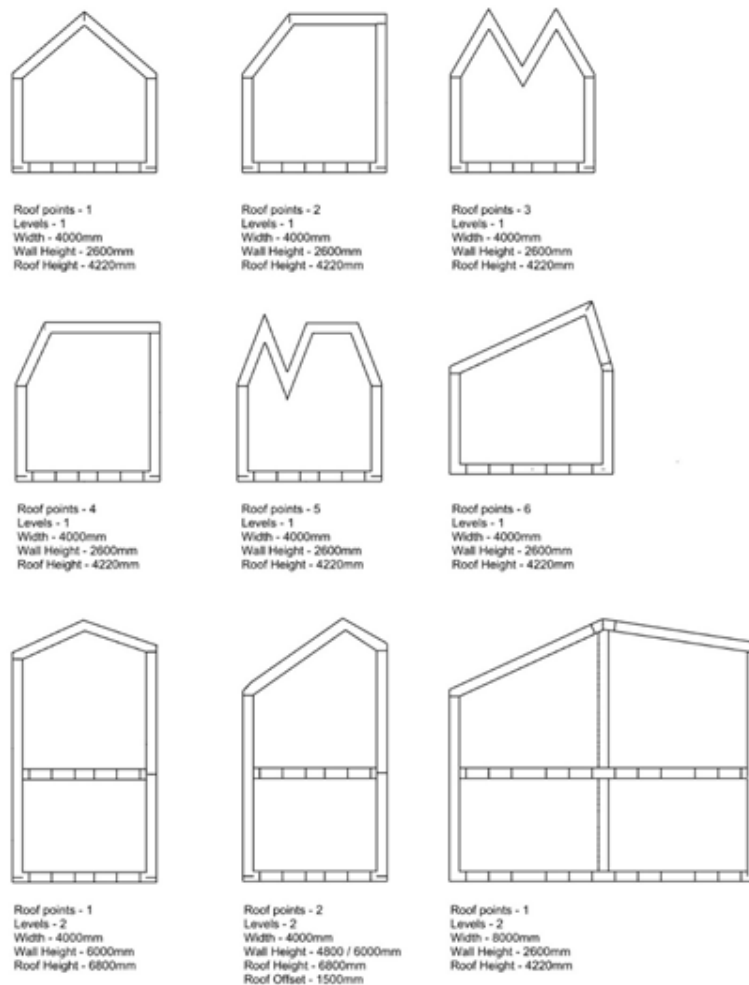 Roof points - 1
Levels - 1
Width - 4000mm
Wall Height - 2600mm
Roof Height - 4220mm
Roof points - 2
Levels - 1
Width - 4000mm
Wall Height - 2600mm
Roof Height - 4220mm
Roof points - 3
Levels - 1
Width - 4000mm
Wall Height - 2600mm
Roof Height - 4220mm
Roof points - 4
Levels - 1
Width - 4000mm
Wall Height - 2600mm
Roof Height - 4220mm
Roof points - 5
Levels - 1
Width - 4000mm
Wall Height - 2600mm
Roof Height - 4220mm
Roof points - 6
Levels - 1
Width - 4000mm
Wall Height - 2600mm
Roof Height - 4220mm
Roof points - 1
Levels - 2
Width - 4000mm
Wall Height - 6000mm
Roof Height - 6800mm
Roof points - 2
Levels - 2
Width - 4000mm
Wall Height - 4800 / 6000mm
Roof Height - 6800mm
Roof Offset - 1500mm
Roof points - 1
Levels - 2
Width - 8000mm
Wall Height - 2600mm
Roof Height - 4220mm